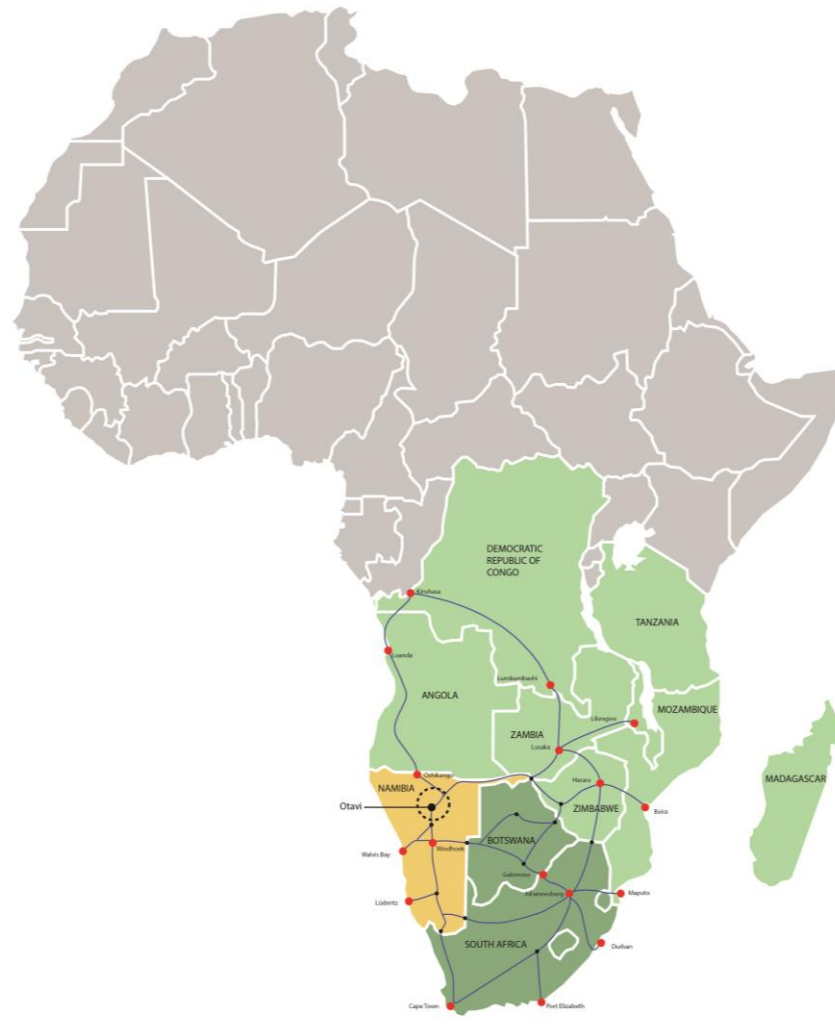 DEMOCRATIC
REPUBLIC OF
CONGO
Kinshasa
TANZANIA
Luanda
Lumbumbashi
ANGOLA
MOZAMBIQUE
Lilongwe
ZAMBIA
Lusaka
Oshikango
MADAGASCAR
NAMIBIA
Harare
Otavi
ZIMBABWE
Beira
BOTSWANA
Windhoek
Walvis Bay
Gaborone
Johannesburg
Maputo
Lüderitz
SOUTH AFRICA
Durban
Cape Town
Port Elizabeth